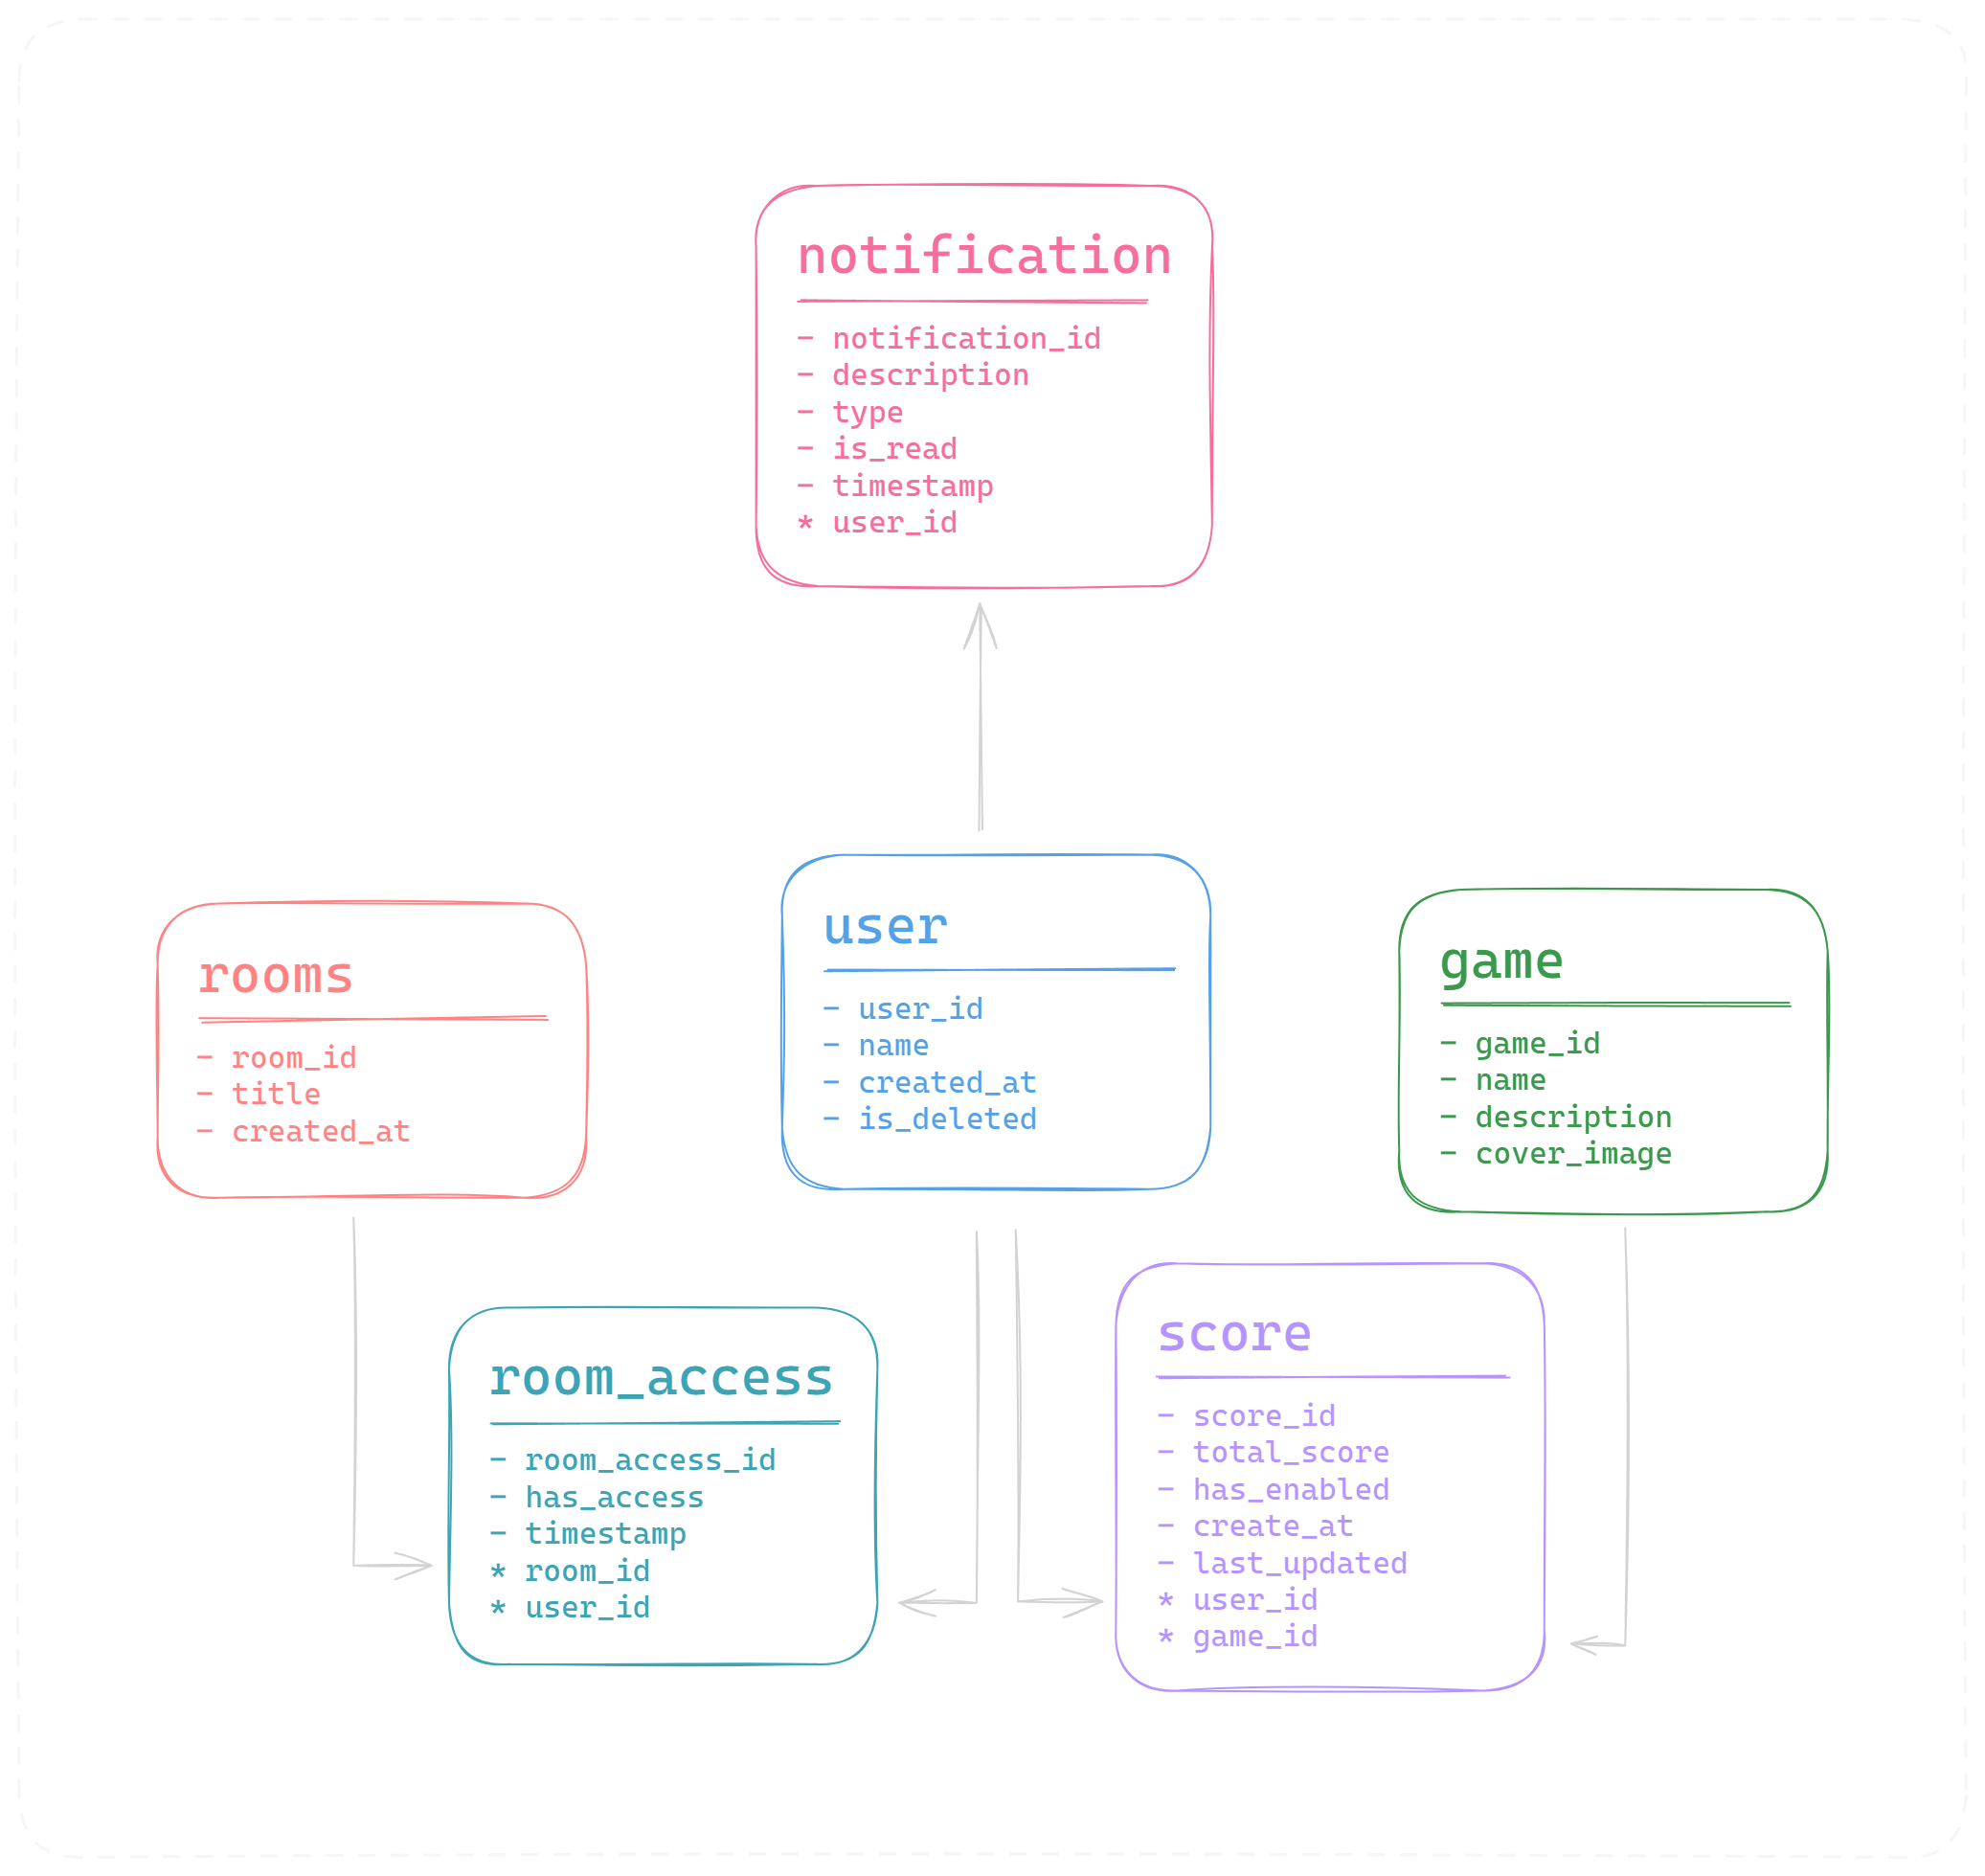 notification
- notification_id
- description
- type
- is_read
- timestamp
* user_id
rooms
- room_id
- title
- created_at
user
- user_id
- name
- created_at
- is_deleted
game
- game_id
- name
- description
- cover_image
room_access
- room_access_id
- has_access
- timestamp
* room_id
* user_id
score
- score_id
- total_score
- has_enabled
- create_at
- last_updated
* user_id
* game_id